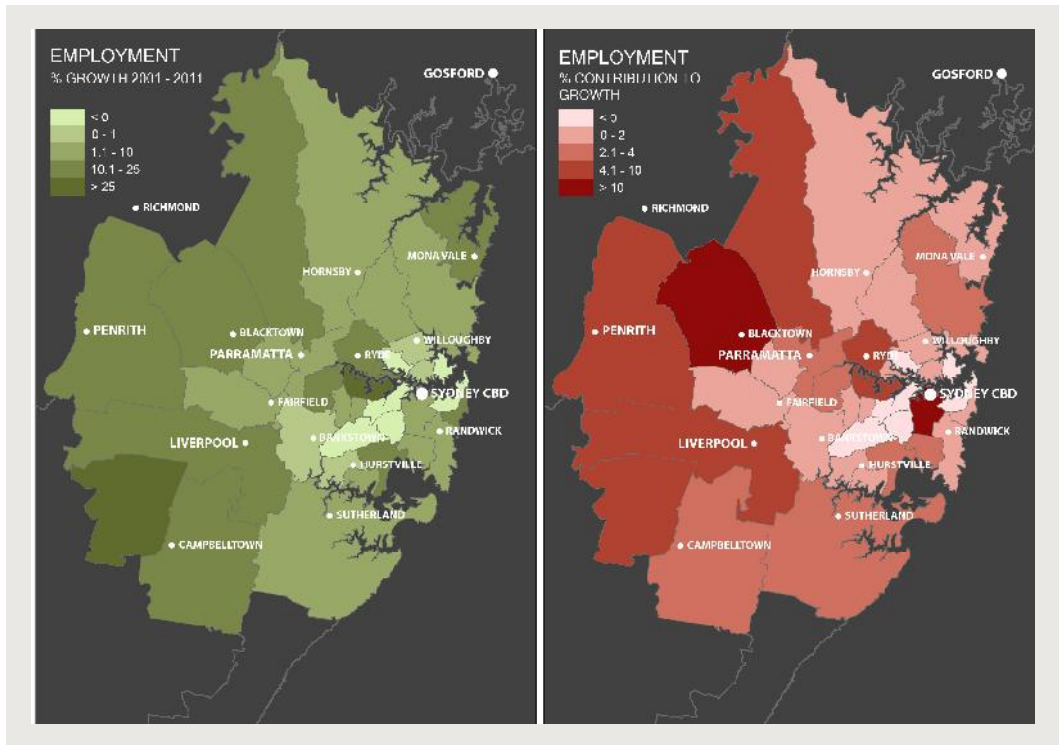 EMPLOYMENT
% GROWTH 2001 - 2011
< 0
0 - 1
1.1 - 10
10.1 - 25
> 25
GOSFORD
RICHMOND
MONA VALE
HORNSBY
PENRITH
BLACKTOWN
WILLOUGHBY
PARRAMATTA
RYDE
SYDNEY CBD
FAIRFIELD
RANDWICK
BANKSTOWN
LIVERPOOL
HURSTVILLE
SUTHERLAND
CAMPBELLTOWN
EMPLOYMENT
% CONTRIBUTION TO
GROWTH
< 0
0 - 2
2.1 - 4
4.1 - 10
> 10
GOSFORD
RICHMOND
MONA VALE
HORNSBY
PENRITH
BLACKTOWN
WILLOUGHBY
PARRAMATTA
RYDE
SYDNEY CBD
FAIRFIELD
RANDWICK
BANKSTOWN
LIVERPOOL
HURSTVILLE
SUTHERLAND
CAMPBELLTOWN